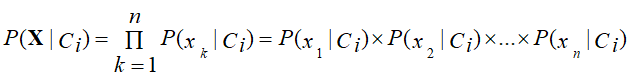 P(X | C_i) = ∏_{k=1}^{n} P(x_k | C_i) = P(x_1 | C_i) × P(x_2 | C_i) × ... × P(x_n | C_i)